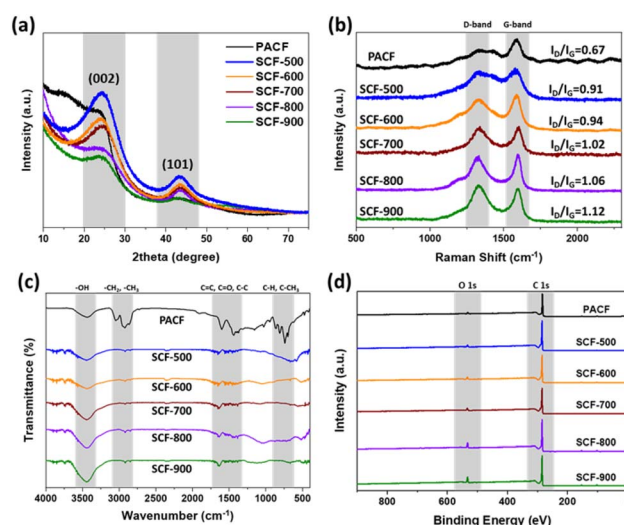 (a)
PACF
SCF-500
SCF-600
SCF-700
SCF-800
SCF-900
(002)
(101)
Intensity (a.u.)
10 20 30 40 50 60 70
2theta (degree)
(b)
D-band G-band
PACF I_D/I_G=0.67
SCF-500 I_D/I_G=0.91
SCF-600 I_D/I_G=0.94
SCF-700 I_D/I_G=1.02
SCF-800 I_D/I_G=1.06
SCF-900 I_D/I_G=1.12
Intensity (a.u.)
500 1000 1500 2000
Raman Shift (cm⁻¹)
(c)
-OH -CH₂, -CH₃ C=C, C=O, C-C C-H, C-CH₃
PACF
SCF-500
SCF-600
SCF-700
SCF-800
SCF-900
Transmittance (%)
4000 3500 3000 2500 2000 1500 1000 500
Wavenumber (cm⁻¹)
(d)
O 1s C 1s
PACF
SCF-500
SCF-600
SCF-700
SCF-800
SCF-900
Intensity (a.u.)
800 600 400 200 0
Binding Energy (eV)